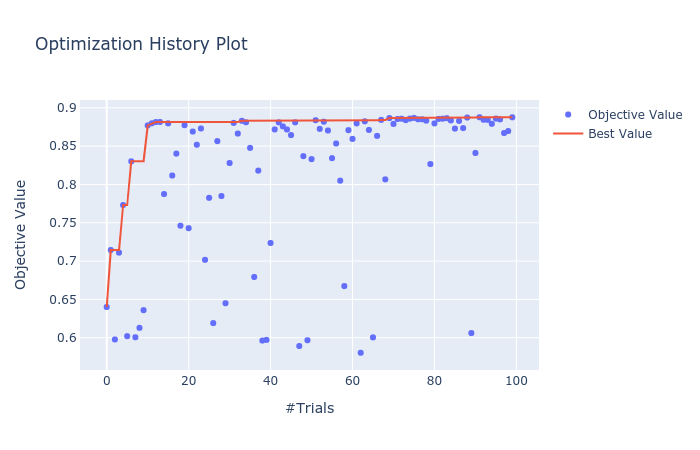 Optimization History Plot
0.9
0.85
0.8
0.75
0.7
0.65
0.6
Objective Value
0
20
40
60
80
100
#Trials
Objective Value
Best Value